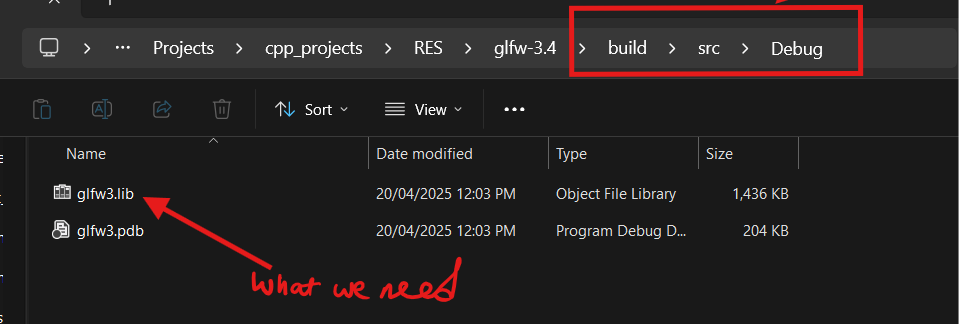 Projects > cpp_projects > RES > glfw-3.4 > build > src > Debug
Sort View
Name Date modified Type Size
glfw3.lib 20/04/2025 12:03 PM Object File Library 1,436 KB
glfw3.pdb 20/04/2025 12:03 PM Program Debug D... 204 KB
what we need